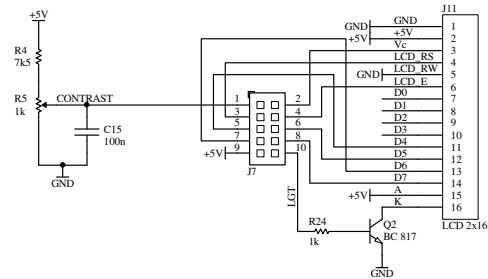 J11
+5V
GND
GND
1
+5V
+5V
2
Vc
3
LCD_RS
4
GND
LCD_RW
5
LCD_E
6
D0
7
D1
8
D2
9
D3
10
D4
11
D5
12
D6
13
D7
14
+5V
A
15
K
16
LCD 2x16
R4
7k5
R5
1k
CONTRAST
C15
100n
GND
1
2
3
4
5
6
7
8
+5V
9
10
J7
LGT
R24
1k
Q2
BC 817
GND